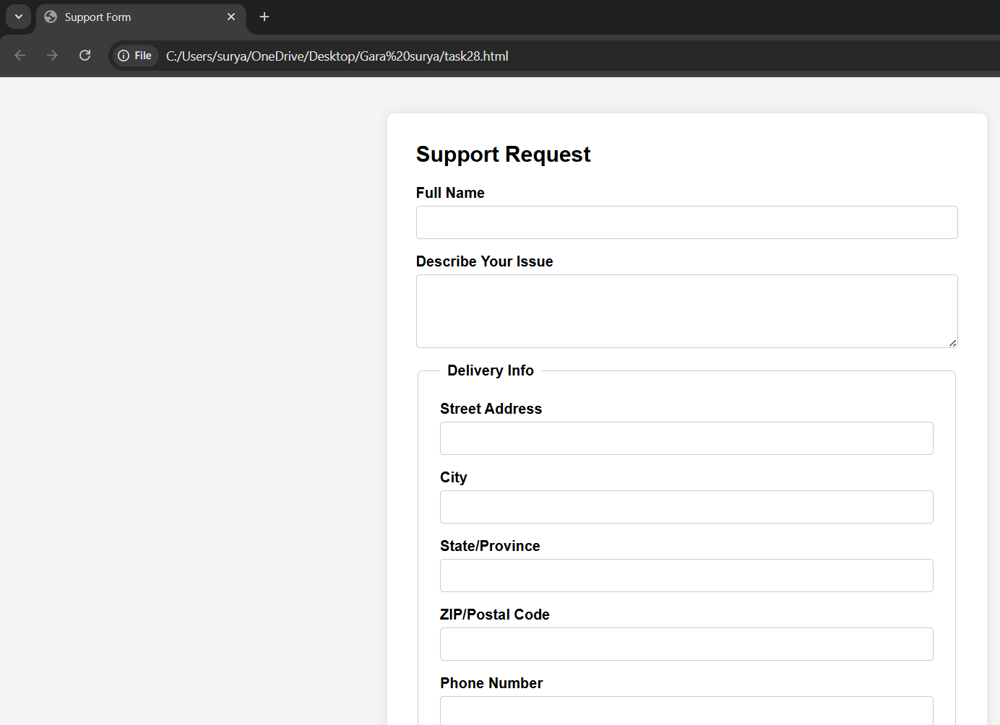 Support Form
File
C:/Users/surya/OneDrive/Desktop/Gara%20surya/task28.html
Support Request
Full Name
Describe Your Issue
Delivery Info
Street Address
City
State/Province
ZIP/Postal Code
Phone Number